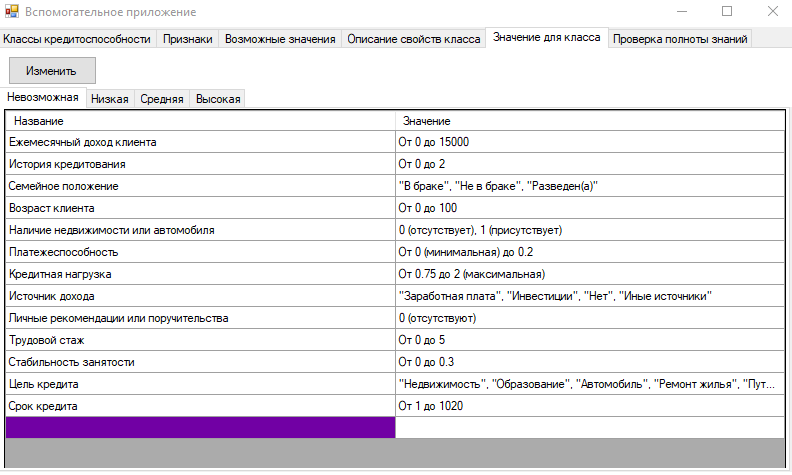 Вспомогательное приложение
Классы кредитоспособности Признаки Возможные значения Описание свойств класса Значение для класса Проверка полноты знаний
Изменить
Невозможная Низкая Средняя Высокая
Название Значение
Ежемесячный доход клиента От 0 до 15000
История кредитования От 0 до 2
Семейное положение "В браке", "Не в браке", "Разведен(а)"
Возраст клиента От 0 до 100
Наличие недвижимости или автомобиля 0 (отсутствует), 1 (присутствует)
Платежеспособность От 0 (минимальная) до 0.2
Кредитная нагрузка От 0.75 до 2 (максимальная)
Источник дохода "Заработная плата", "Инвестиции", "Нет", "Иные источники"
Личные рекомендации или поручительства 0 (отсутствуют)
Трудовой стаж От 0 до 5
Стабильность занятости От 0 до 0.3
Цель кредита "Недвижимость", "Образование", "Автомобиль", "Ремонт жилья", "Пут...
Срок кредита От 1 до 1020